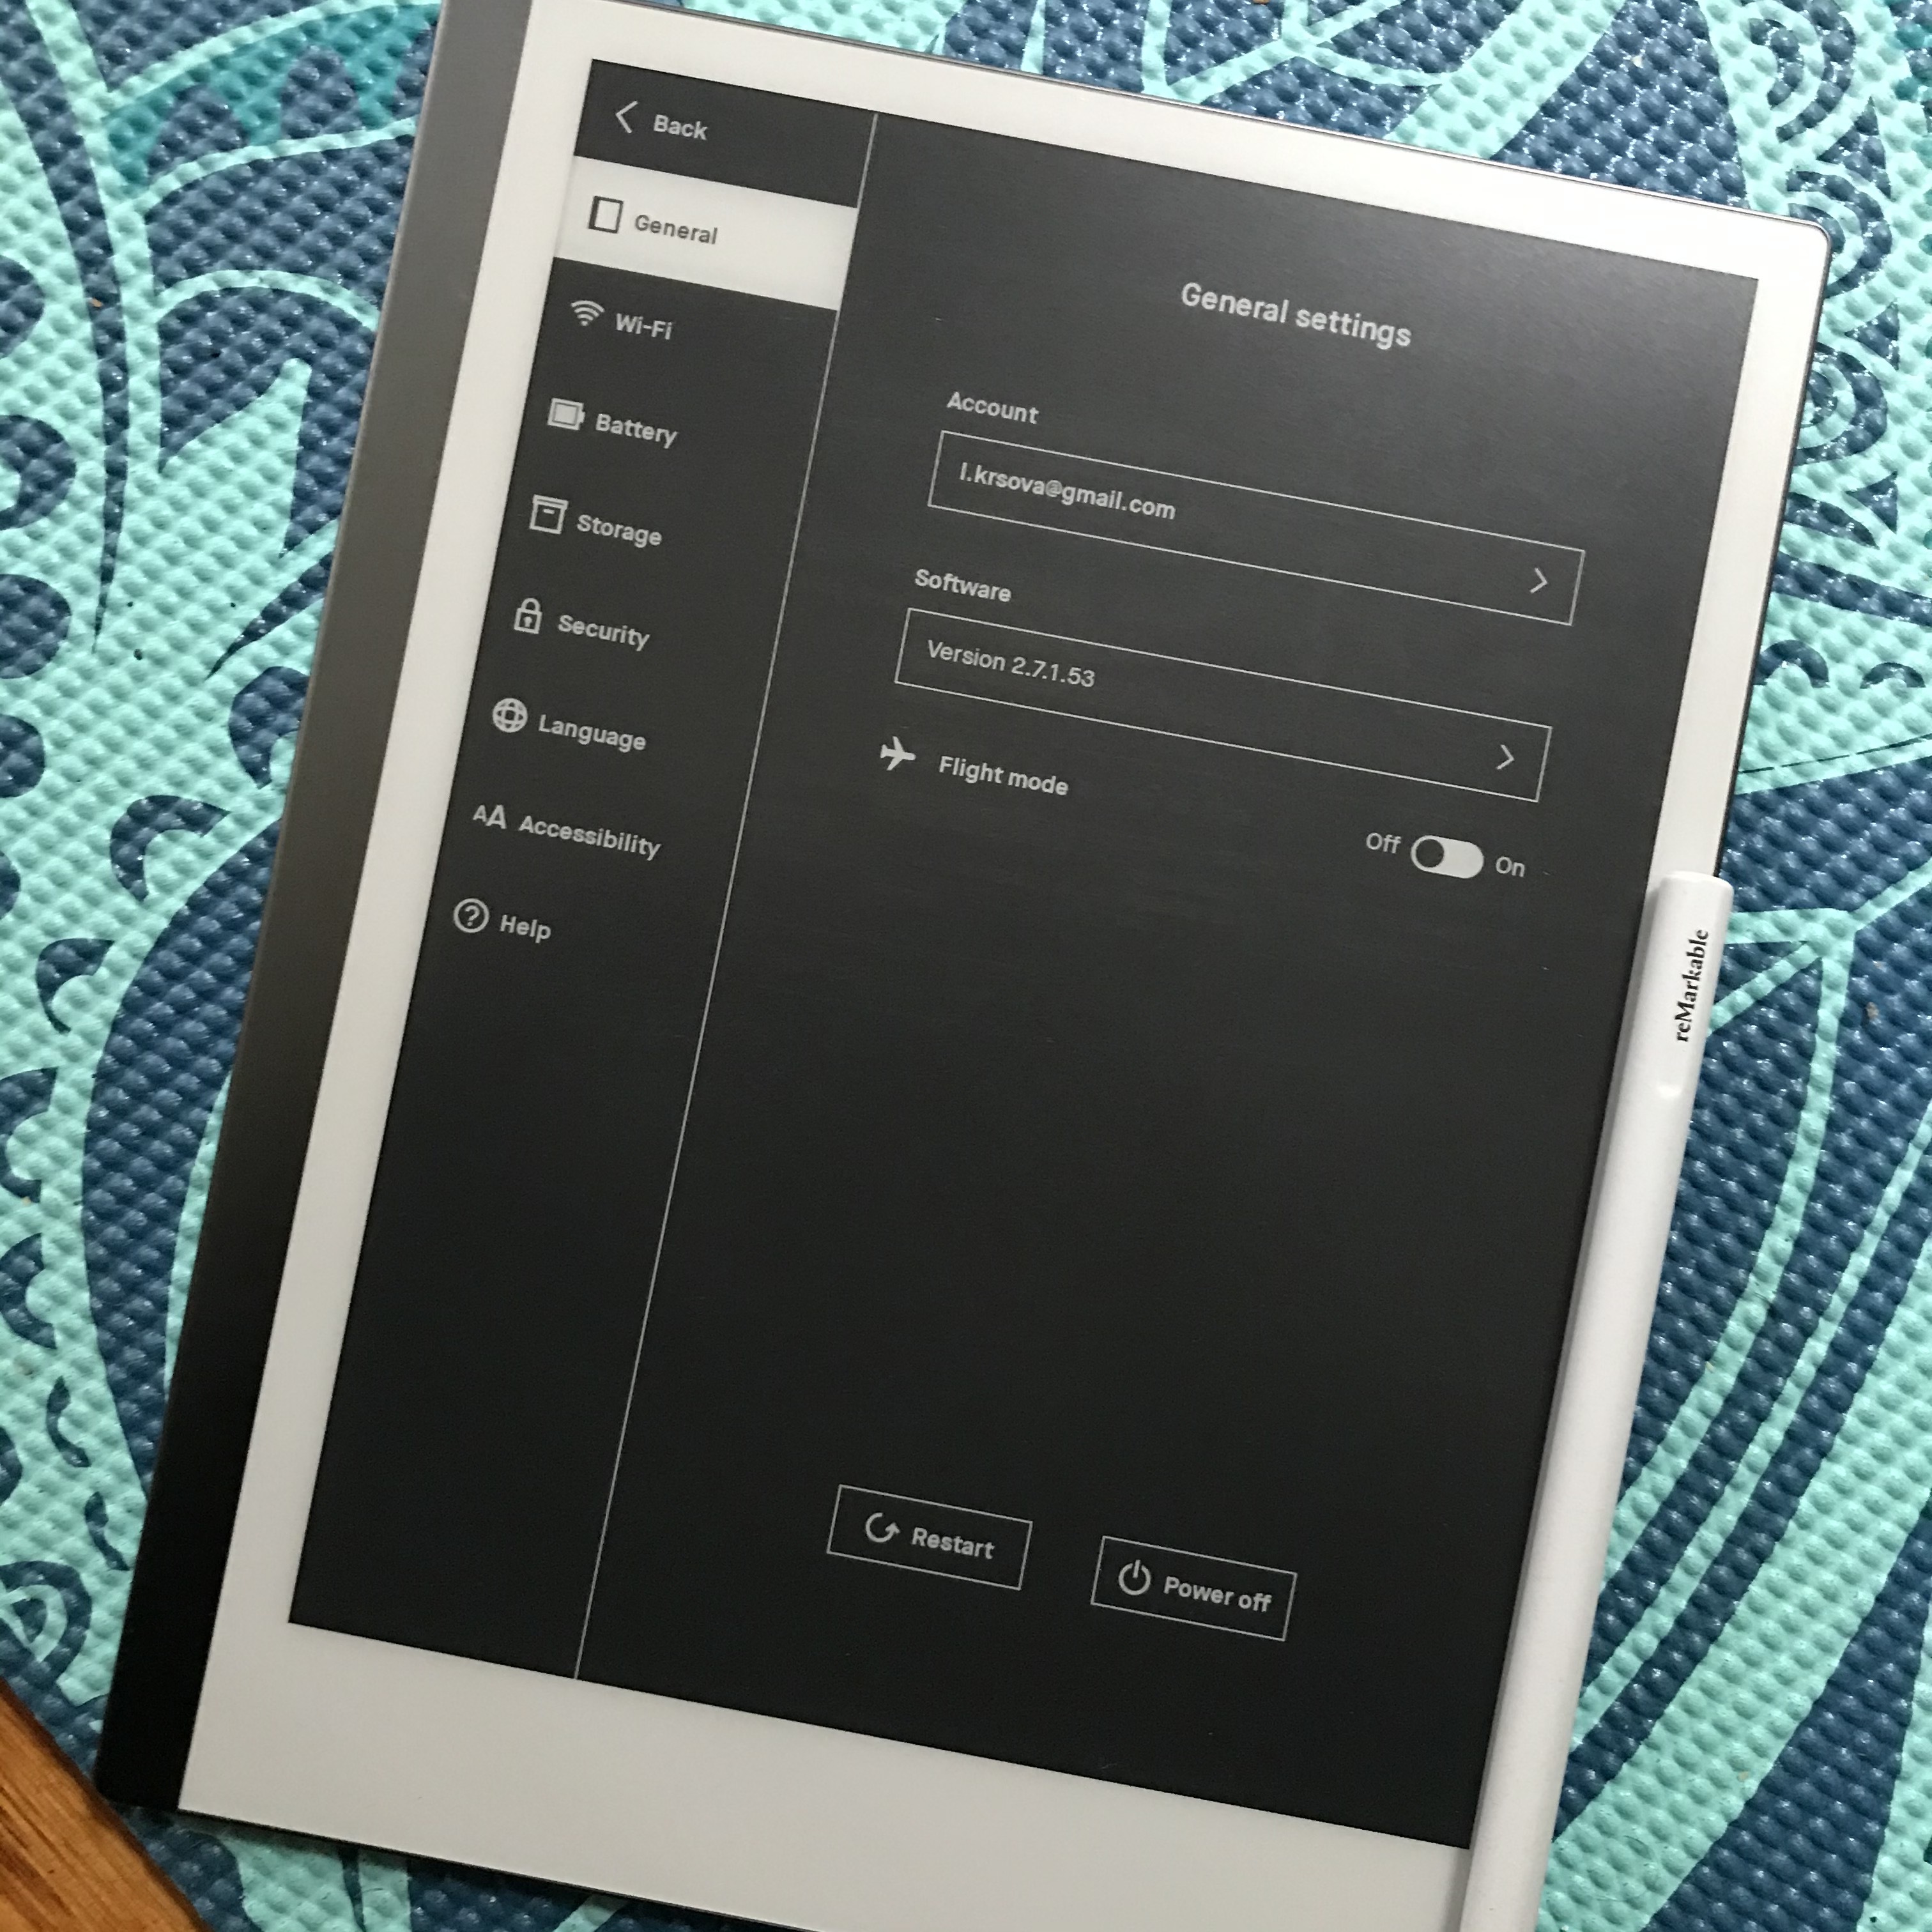 Back
General
Wi-Fi
Battery
Storage
Security
Language
AA Accessibility
Help
General settings
Account
l.krsova@gmail.com
Software
Version 2.7.1.53
Flight mode
Off On
Restart
Power off
reMarkable